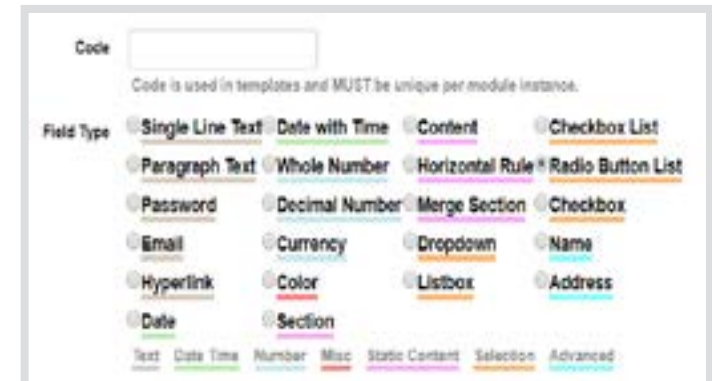 Code
Code is used in templates and MUST be unique per module instance.
Field Type Single Line Text Date with Time Content Checkbox List
Paragraph Text Whole Number Horizontal Rule Radio Button List
Password Decimal Number Merge Section Checkbox
Email Currency Dropdown Name
Hyperlink Color Listbox Address
Date Section
Text Date Time Number Misc Static Content Selection Advanced